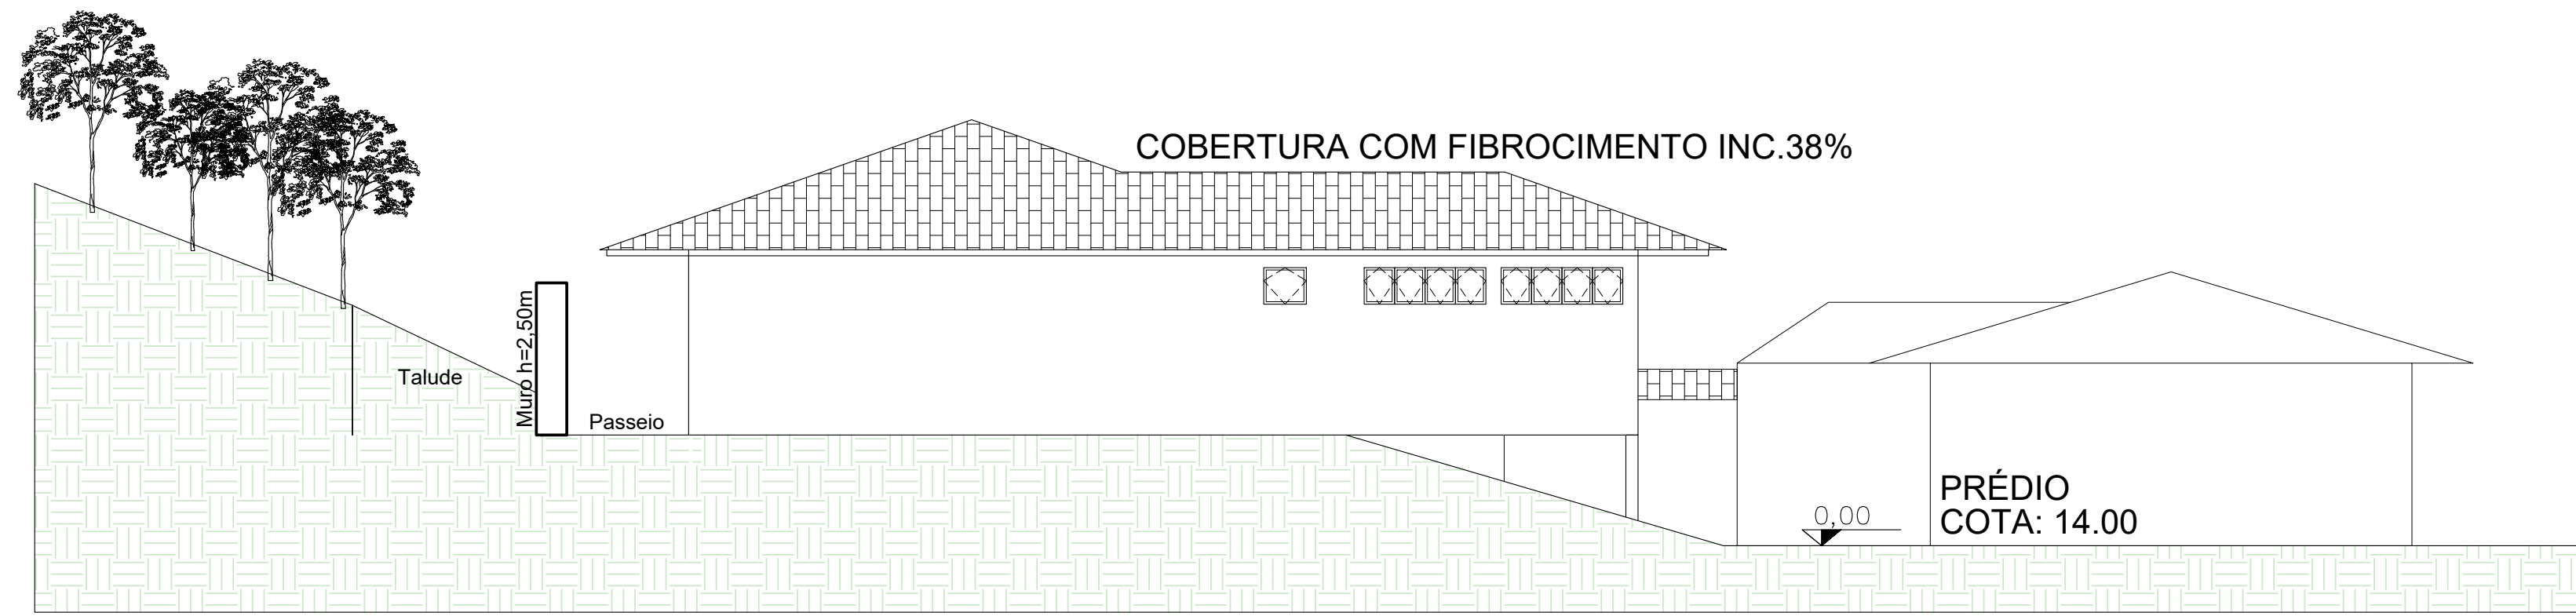 COBERTURA COM FIBROCIMENTO INC.38%
Muro h=2,50m
Talude
Passeio
PRÉDIO
COTA: 14.00
0,00